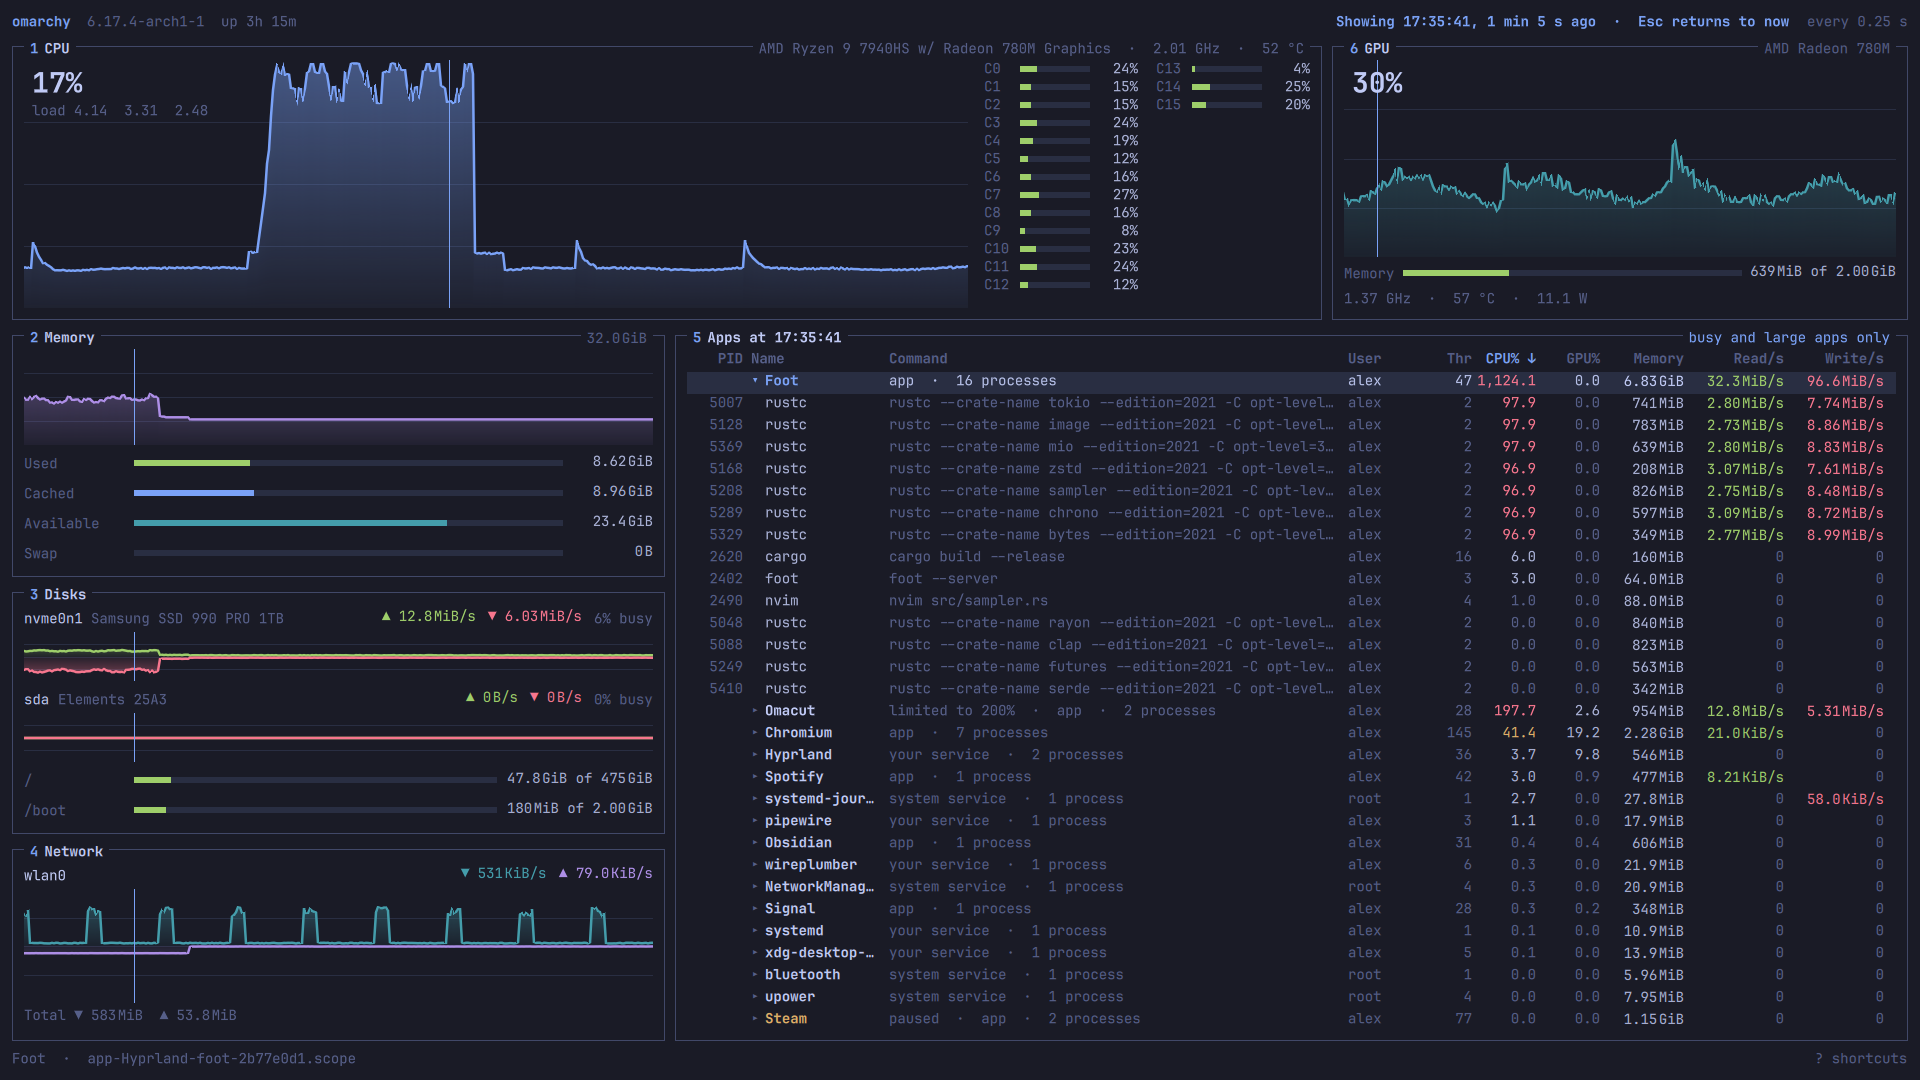 omarchy 6.17.4-arch1-1 up 3h 15m
Showing 17:35:41, 1 min 5 s ago · Esc returns to now every 0.25 s
1 CPU
AMD Ryzen 9 7940HS w/ Radeon 780M Graphics · 2.01 GHz · 52 °C
17%
load 4.14 3.31 2.48
C0 24% C13 4%
C1 15% C14 25%
C2 15% C15 20%
C3 24%
C4 19%
C5 12%
C6 16%
C7 27%
C8 16%
C9 8%
C10 23%
C11 24%
C12 12%
6 GPU AMD Radeon 780M
30%
Memory 639MiB of 2.00GiB
1.37 GHz · 57 °C · 11.1 W
2 Memory 32.0GiB
Used 8.62GiB
Cached 8.96GiB
Available 23.4GiB
Swap 0B
3 Disks
nvme0n1 Samsung SSD 990 PRO 1TB ▲ 12.8MiB/s ▼ 6.03MiB/s 6% busy
sda Elements 25A3 ▲ 0B/s ▼ 0B/s 0% busy
/ 47.8GiB of 475GiB
/boot 180MiB of 2.00GiB
4 Network
wlan0 ▼ 531KiB/s ▲ 79.0KiB/s
Total ▼ 583MiB ▲ 53.8MiB
5 Apps at 17:35:41 busy and large apps only
PID Name Command User Thr CPU% ↓ GPU% Memory Read/s Write/s
▾ Foot app · 16 processes alex 47 1,124.1 0.0 6.83GiB 32.3MiB/s 96.6MiB/s
5007 rustc rustc --crate-name tokio --edition=2021 -C opt-level… alex 2 97.9 0.0 741MiB 2.80MiB/s 7.74MiB/s
5128 rustc rustc --crate-name image --edition=2021 -C opt-level… alex 2 97.9 0.0 783MiB 2.73MiB/s 8.86MiB/s
5369 rustc rustc --crate-name mio --edition=2021 -C opt-level=3… alex 2 97.9 0.0 639MiB 2.80MiB/s 8.83MiB/s
5168 rustc rustc --crate-name zstd --edition=2021 -C opt-level=… alex 2 96.9 0.0 208MiB 3.07MiB/s 7.61MiB/s
5208 rustc rustc --crate-name sampler --edition=2021 -C opt-lev… alex 2 96.9 0.0 826MiB 2.75MiB/s 8.48MiB/s
5289 rustc rustc --crate-name chrono --edition=2021 -C opt-leve… alex 2 96.9 0.0 597MiB 3.09MiB/s 8.72MiB/s
5329 rustc rustc --crate-name bytes --edition=2021 -C opt-level… alex 2 96.9 0.0 349MiB 2.77MiB/s 8.99MiB/s
2620 cargo cargo build --release alex 16 6.0 0.0 160MiB 0 0
2402 foot foot --server alex 3 3.0 0.0 64.0MiB 0 0
2490 nvim nvim src/sampler.rs alex 4 1.0 0.0 88.0MiB 0 0
5048 rustc rustc --crate-name rayon --edition=2021 -C opt-level… alex 2 0.0 0.0 840MiB 0 0
5088 rustc rustc --crate-name clap --edition=2021 -C opt-level=… alex 2 0.0 0.0 823MiB 0 0
5249 rustc rustc --crate-name futures --edition=2021 -C opt-lev… alex 2 0.0 0.0 563MiB 0 0
5410 rustc rustc --crate-name serde --edition=2021 -C opt-level… alex 2 0.0 0.0 342MiB 0 0
▸ Omacut limited to 200% · app · 2 processes alex 28 197.7 2.6 954MiB 12.8MiB/s 5.31MiB/s
▸ Chromium app · 7 processes alex 145 41.4 19.2 2.28GiB 21.0KiB/s 0
▸ Hyprland your service · 2 processes alex 36 3.7 9.8 546MiB 0 0
▸ Spotify app · 1 process alex 42 3.0 0.9 477MiB 8.21KiB/s 0
▸ systemd-jour… system service · 1 process root 1 2.7 0.0 27.8MiB 0 58.0KiB/s
▸ pipewire your service · 1 process alex 3 1.1 0.0 17.9MiB 0 0
▸ Obsidian app · 1 process alex 31 0.4 0.4 606MiB 0 0
▸ wireplumber your service · 1 process alex 6 0.3 0.0 21.9MiB 0 0
▸ NetworkManag… system service · 1 process root 4 0.3 0.0 20.9MiB 0 0
▸ Signal app · 1 process alex 28 0.3 0.2 348MiB 0 0
▸ systemd your service · 1 process alex 1 0.1 0.0 10.9MiB 0 0
▸ xdg-desktop-… your service · 1 process alex 5 0.1 0.0 13.9MiB 0 0
▸ bluetooth system service · 1 process root 1 0.0 0.0 5.96MiB 0 0
▸ upower system service · 1 process root 4 0.0 0.0 7.95MiB 0 0
▸ Steam paused · app · 2 processes alex 77 0.0 0.0 1.15GiB 0 0
Foot · app-Hyprland-foot-2b77e0d1.scope ? shortcuts